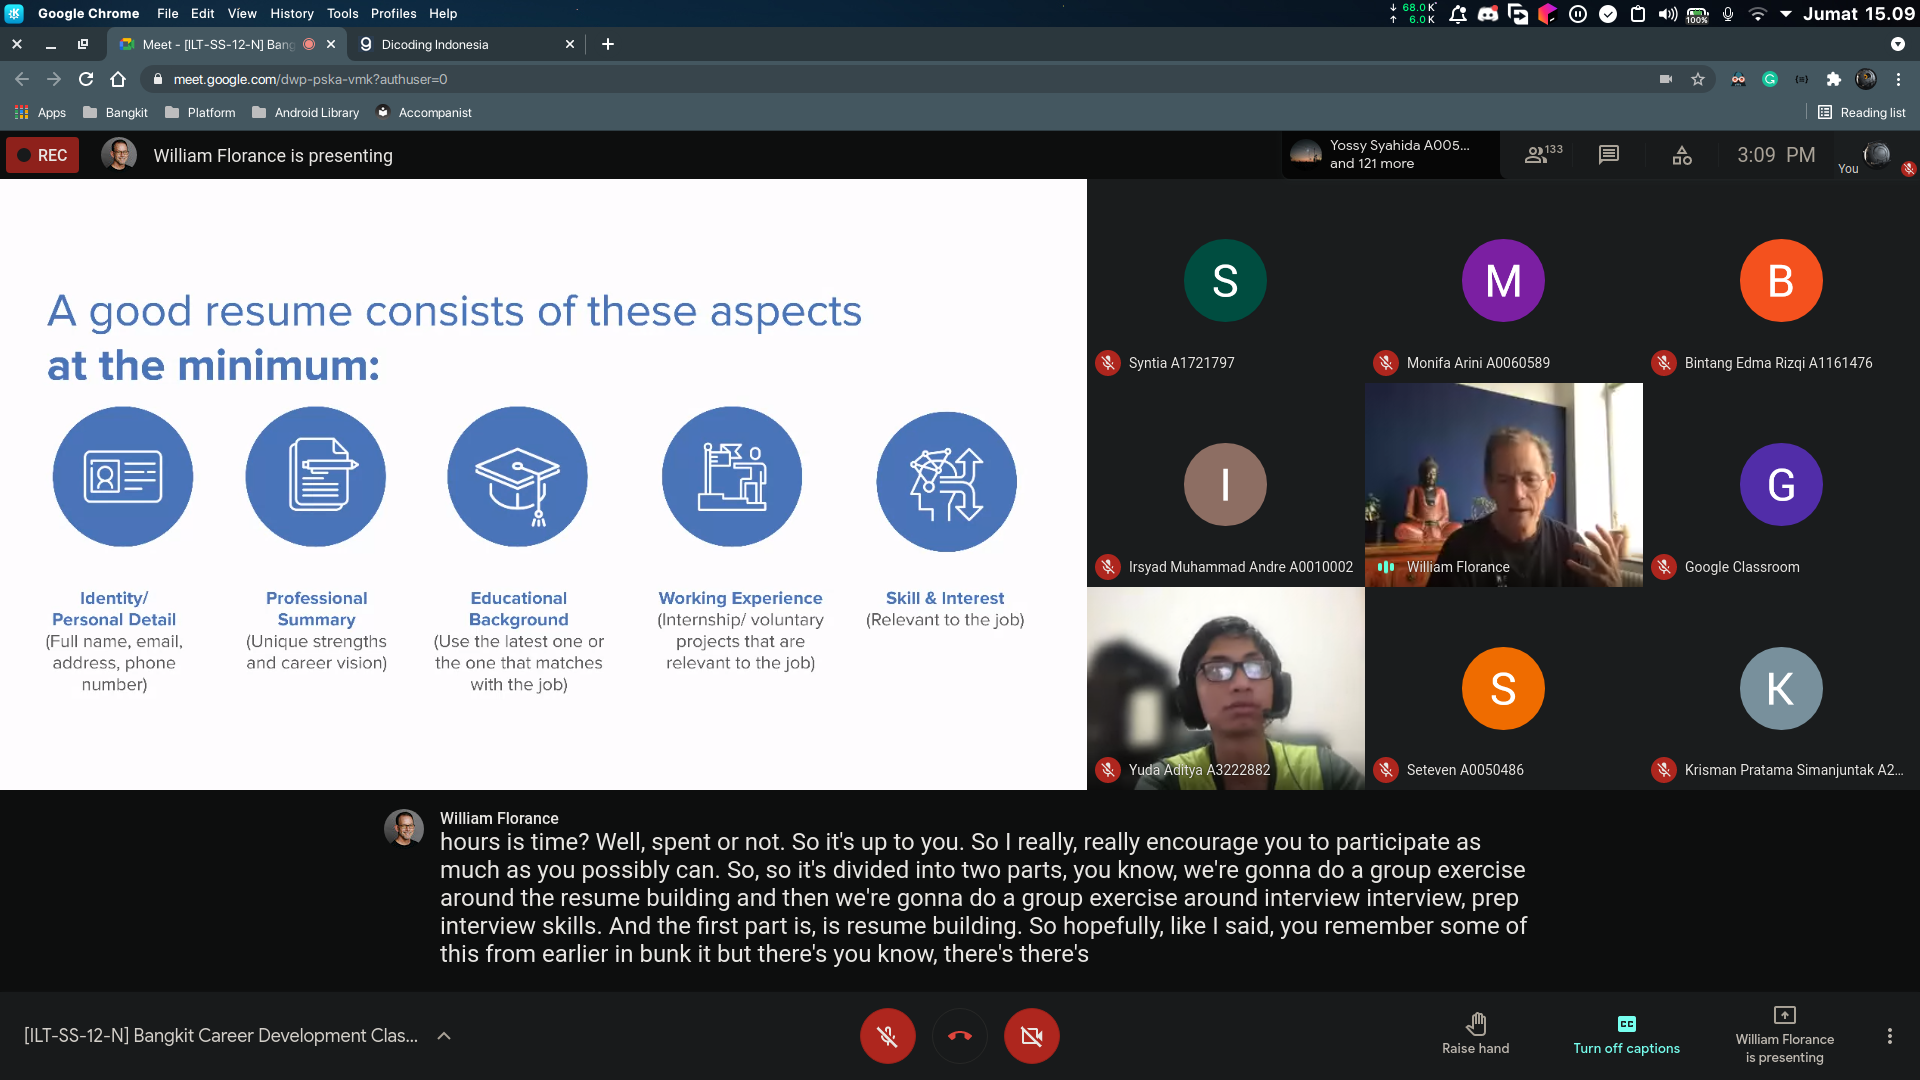 Google Chrome File Edit View History Tools Profiles Help
68.0 K
6.0 K
100%
Jumat 15.09
Meet - [ILT-SS-12-N] Bang
Dicoding Indonesia
meet.google.com/dwp-pska-vmk?authuser=0
Apps Bangkit Platform Android Library Accompanist
Reading list
REC
William Florance is presenting
Yossy Syahida A005...
and 121 more
133
3:09 PM
You
A good resume consists of these aspects
at the minimum:
Identity/
Personal Detail
(Full name, email,
address, phone
number)
Professional
Summary
(Unique strengths
and career vision)
Educational
Background
(Use the latest one or
the one that matches
with the job)
Working Experience
(Internship/ voluntary
projects that are
relevant to the job)
Skill & Interest
(Relevant to the job)
S
Syntia A1721797
M
Monifa Arini A0060589
B
Bintang Edma Rizqi A1161476
I
Irsyad Muhammad Andre A0010002
William Florance
G
Google Classroom
Yuda Aditya A3222882
S
Seteven A0050486
K
Krisman Pratama Simanjuntak A2...
William Florance
hours is time? Well, spent or not. So it's up to you. So I really, really encourage you to participate as
much as you possibly can. So, so it's divided into two parts, you know, we're gonna do a group exercise
around the resume building and then we're gonna do a group exercise around interview interview, prep
interview skills. And the first part is, is resume building. So hopefully, like I said, you remember some of
this from earlier in bunk it but there's you know, there's there's
[ILT-SS-12-N] Bangkit Career Development Clas...
Raise hand
CC
Turn off captions
William Florance
is presenting